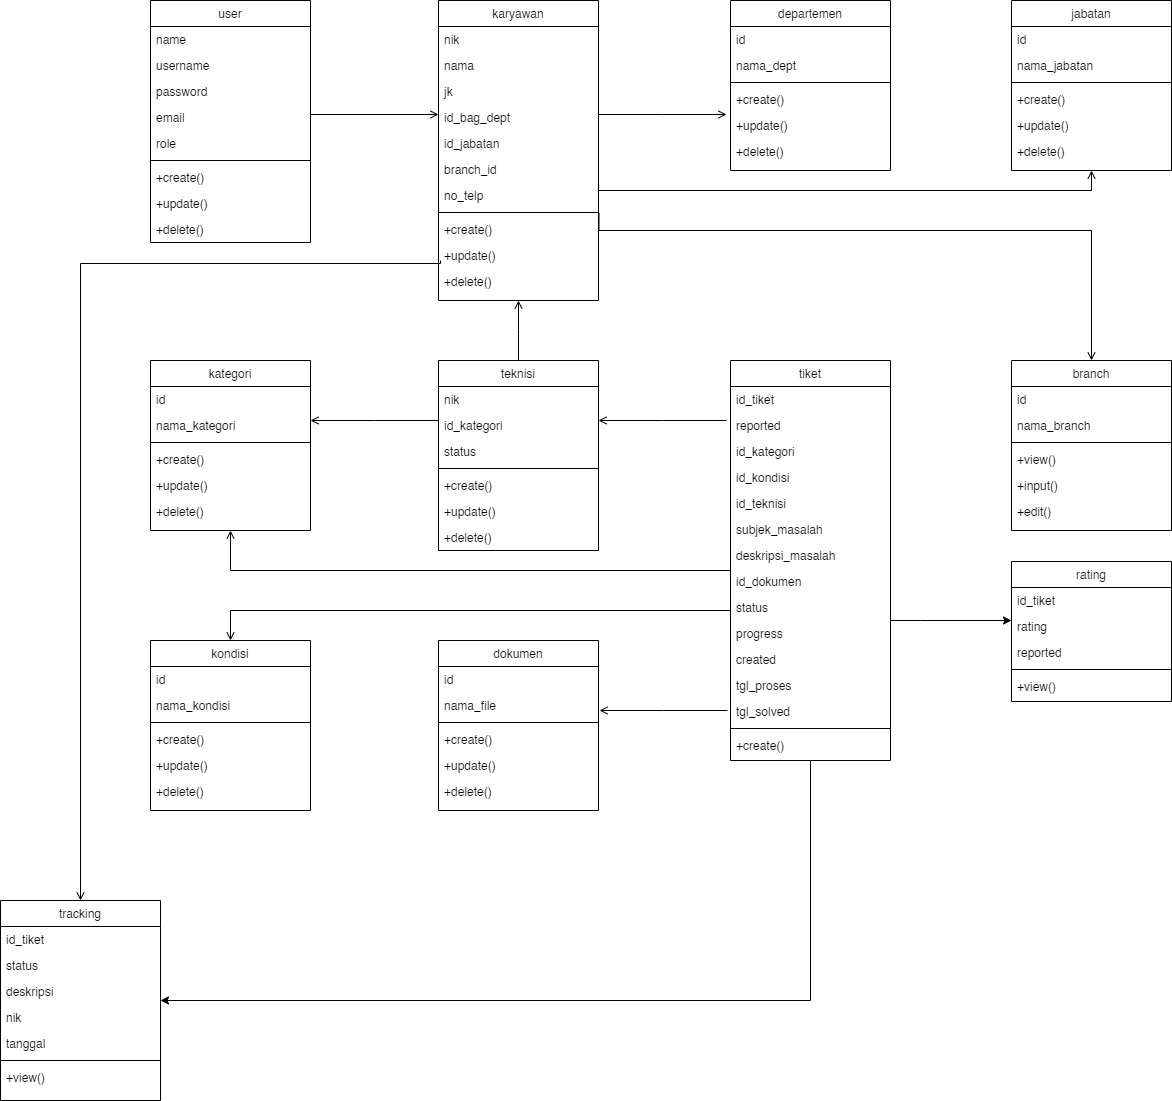 user
name
username
password
email
role
+create()
+update()
+delete()
karyawan
nik
nama
jk
id_bag_dept
id_jabatan
branch_id
no_telp
+create()
+update()
+delete()
departemen
id
nama_dept
+create()
+update()
+delete()
jabatan
id
nama_jabatan
+create()
+update()
+delete()
kategori
id
nama_kategori
+create()
+update()
+delete()
teknisi
nik
id_kategori
status
+create()
+update()
+delete()
tiket
id_tiket
reported
id_kategori
id_kondisi
id_teknisi
subjek_masalah
deskripsi_masalah
id_dokumen
status
progress
created
tgl_proses
tgl_solved
+create()
branch
id
nama_branch
+view()
+input()
+edit()
rating
id_tiket
rating
reported
+view()
kondisi
id
nama_kondisi
+create()
+update()
+delete()
dokumen
id
nama_file
+create()
+update()
+delete()
tracking
id_tiket
status
deskripsi
nik
tanggal
+view()